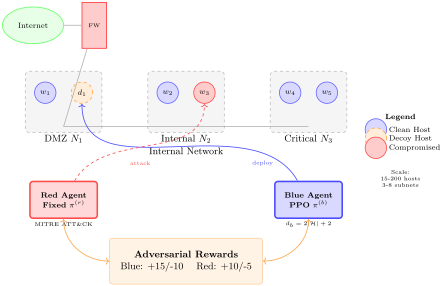 Internet
FW
w1
d1
w2
w3
w4
w5
DMZ N1
Internal N2
Critical N3
Internal Network
attack
deploy
Legend
Clean Host
Decoy Host
Compromised
Scale:
15-200 hosts
3-8 subnets
Red Agent
Fixed π(r)
MITRE ATT&CK
Blue Agent
PPO π(b)
Adversarial Rewards
Blue: +15/-10 Red: +10/-5